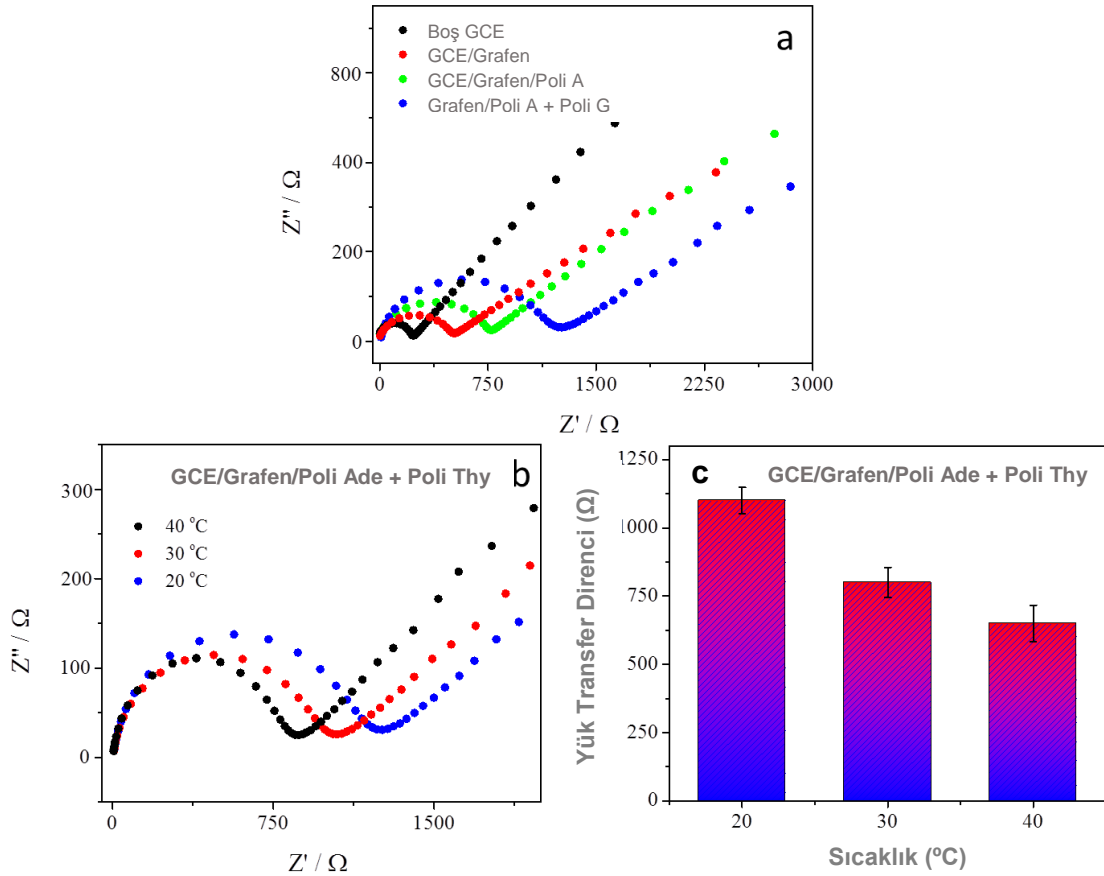 a
Boş GCE
GCE/Grafen
GCE/Grafen/Poli A
Grafen/Poli A + Poli G
800
400
200
0
Z'' / Ω
0 750 1500 2250 3000
Z' / Ω
GCE/Grafen/Poli Ade + Poli Thy b
40 °C
30 °C
20 °C
300
200
100
0
Z'' / Ω
0 750 1500
Z' / Ω
c GCE/Grafen/Poli Ade + Poli Thy
1250
1000
750
500
250
0
Yük Transfer Direnci (Ω)
20 30 40
Sıcaklık (ºC)